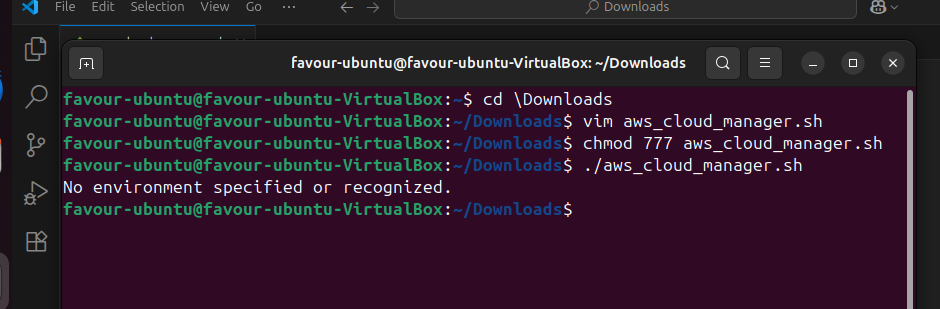 File Edit Selection View Go ··· ← → Downloads
favour-ubuntu@favour-ubuntu-VirtualBox: ~/Downloads
favour-ubuntu@favour-ubuntu-VirtualBox:~$ cd \Downloads
favour-ubuntu@favour-ubuntu-VirtualBox:~/Downloads$ vim aws_cloud_manager.sh
favour-ubuntu@favour-ubuntu-VirtualBox:~/Downloads$ chmod 777 aws_cloud_manager.sh
favour-ubuntu@favour-ubuntu-VirtualBox:~/Downloads$ ./aws_cloud_manager.sh
No environment specified or recognized.
favour-ubuntu@favour-ubuntu-VirtualBox:~/Downloads$